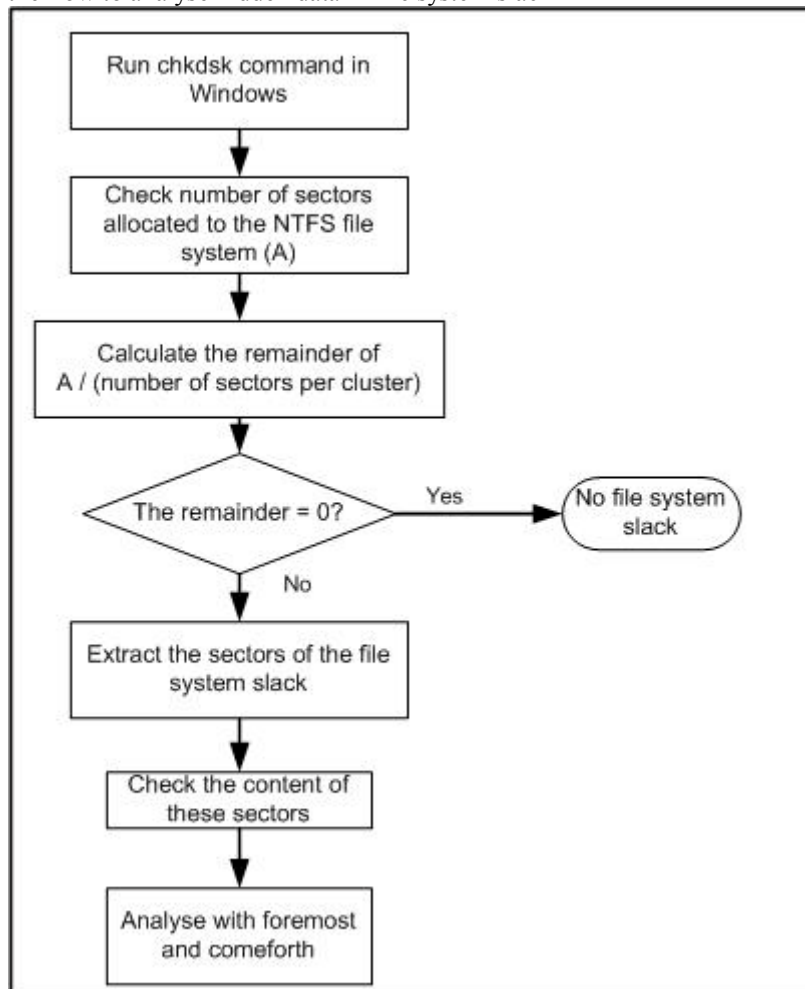 Run chkdsk command in
Windows
Check number of sectors
allocated to the NTFS file
system (A)
Calculate the remainder of
A / (number of sectors per cluster)
The remainder = 0?
Yes
No file system
slack
No
Extract the sectors of the file
system slack
Check the content of
these sectors
Analyse with foremost
and comeforth